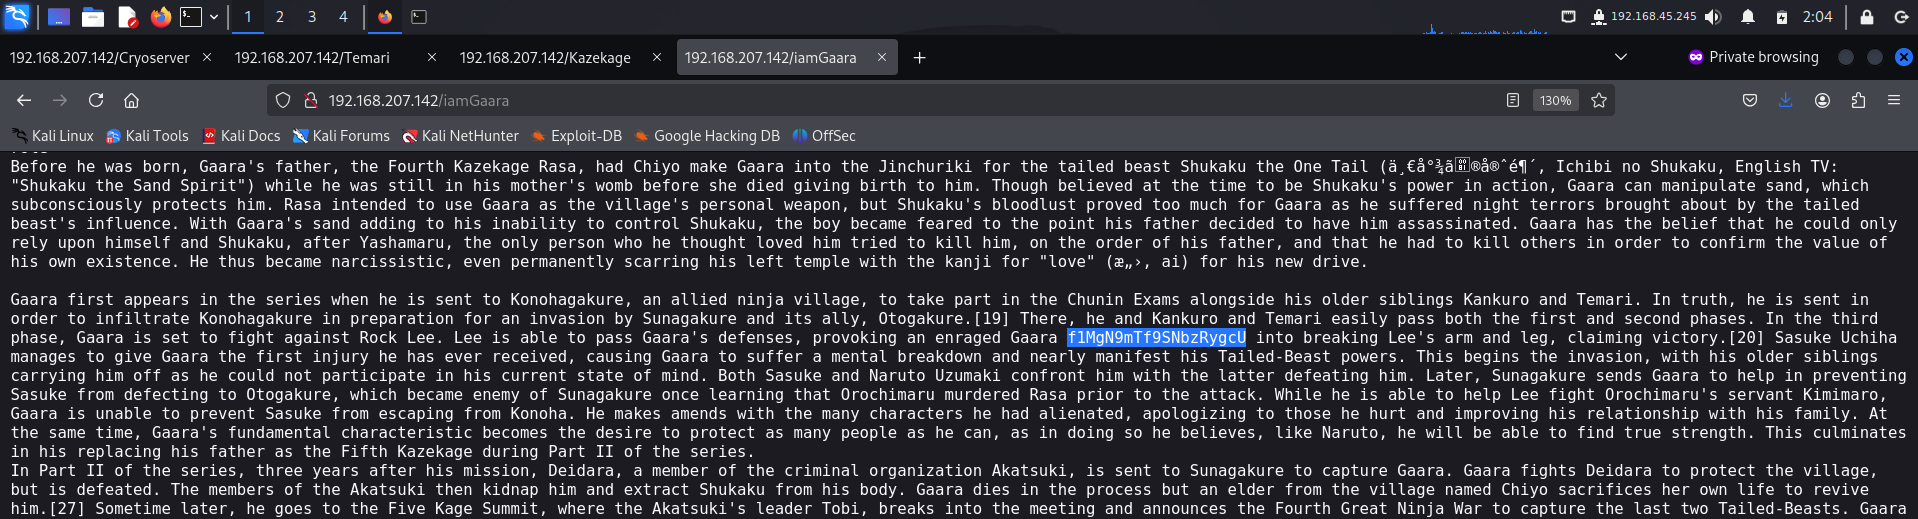 1 2 3 4 192.168.45.245 2:04
192.168.207.142/Cryoserver 192.168.207.142/Temari 192.168.207.142/Kazekage 192.168.207.142/iamGaara Private browsing
192.168.207.142/iamGaara 130%
Kali Linux Kali Tools Kali Docs Kali Forums Kali NetHunter Exploit-DB Google Hacking DB OffSec
Before he was born, Gaara's father, the Fourth Kazekage Rasa, had Chiyo make Gaara into the Jinchuriki for the tailed beast Shukaku the One Tail (ä¸€å°¾ã®å®ˆé¶´, Ichibi no Shukaku, English TV:
"Shukaku the Sand Spirit") while he was still in his mother's womb before she died giving birth to him. Though believed at the time to be Shukaku's power in action, Gaara can manipulate sand, which
subconsciously protects him. Rasa intended to use Gaara as the village's personal weapon, but Shukaku's bloodlust proved too much for Gaara as he suffered night terrors brought about by the tailed
beast's influence. With Gaara's sand adding to his inability to control Shukaku, the boy became feared to the point his father decided to have him assassinated. Gaara has the belief that he could only
rely upon himself and Shukaku, after Yashamaru, the only person who he thought loved him tried to kill him, on the order of his father, and that he had to kill others in order to confirm the value of
his own existence. He thus became narcissistic, even permanently scarring his left temple with the kanji for "love" (æ„›, ai) for his new drive.
Gaara first appears in the series when he is sent to Konohagakure, an allied ninja village, to take part in the Chunin Exams alongside his older siblings Kankuro and Temari. In truth, he is sent in
order to infiltrate Konohagakure in preparation for an invasion by Sunagakure and its ally, Otogakure.[19] There, he and Kankuro and Temari easily pass both the first and second phases. In the third
phase, Gaara is set to fight against Rock Lee. Lee is able to pass Gaara's defenses, provoking an enraged Gaara f1MgN9mTf9SNbzRygcU into breaking Lee's arm and leg, claiming victory.[20] Sasuke Uchiha
manages to give Gaara the first injury he has ever received, causing Gaara to suffer a mental breakdown and nearly manifest his Tailed-Beast powers. This begins the invasion, with his older siblings
carrying him off as he could not participate in his current state of mind. Both Sasuke and Naruto Uzumaki confront him with the latter defeating him. Later, Sunagakure sends Gaara to help in preventing
Sasuke from defecting to Otogakure, which became enemy of Sunagakure once learning that Orochimaru murdered Rasa prior to the attack. While he is able to help Lee fight Orochimaru's servant Kimimaro,
Gaara is unable to prevent Sasuke from escaping from Konoha. He makes amends with the many characters he had alienated, apologizing to those he hurt and improving his relationship with his family. At
the same time, Gaara's fundamental characteristic becomes the desire to protect as many people as he can, as in doing so he believes, like Naruto, he will be able to find true strength. This culminates
in his replacing his father as the Fifth Kazekage during Part II of the series.
In Part II of the series, three years after his mission, Deidara, a member of the criminal organization Akatsuki, is sent to Sunagakure to capture Gaara. Gaara fights Deidara to protect the village,
but is defeated. The members of the Akatsuki then kidnap him and extract Shukaku from his body. Gaara dies in the process but an elder from the village named Chiyo sacrifices her own life to revive
him.[27] Sometime later, he goes to the Five Kage Summit, where the Akatsuki's leader Tobi, breaks into the meeting and announces the Fourth Great Ninja War to capture the last two Tailed-Beasts. Gaara